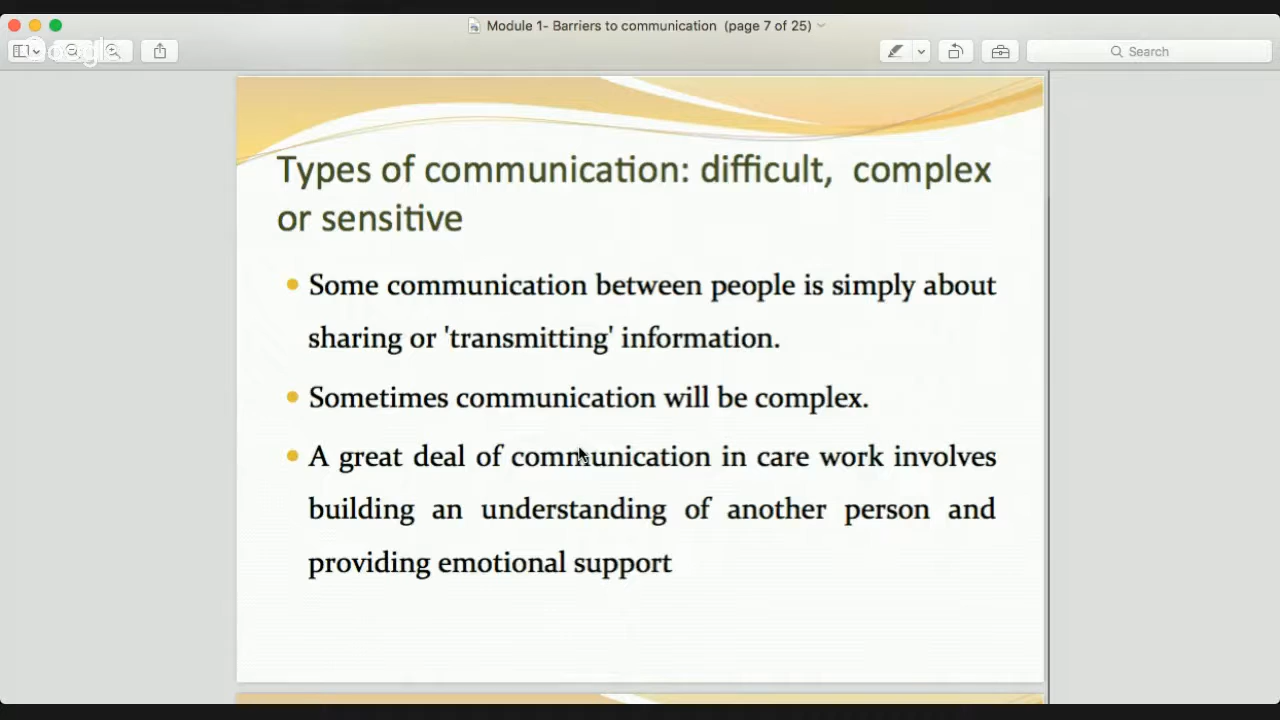 Module 1- Barriers to communication (page 7 of 25)
Google
Search
Types of communication: difficult, complex
or sensitive
Some communication between people is simply about
sharing or 'transmitting' information.
Sometimes communication will be complex.
A great deal of communication in care work involves
building an understanding of another person and
providing emotional support